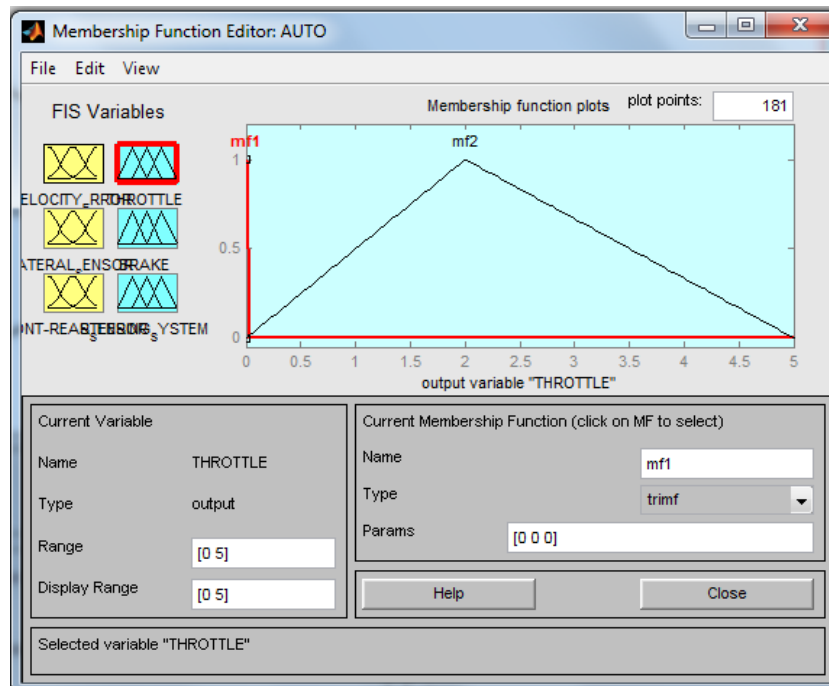 Membership Function Editor: AUTO
File Edit View
FIS Variables
Membership function plots plot points: 181
mf1 mf2
1
THROTTLE
0.5
BRAKE
0
0 0.5 1 1.5 2 2.5 3 3.5 4 4.5 5
output variable "THROTTLE"
Current Variable
Name THROTTLE
Type output
Range [0 5]
Display Range [0 5]
Current Membership Function (click on MF to select)
Name mf1
Type trimf
Params [0 0 0]
Help Close
Selected variable "THROTTLE"